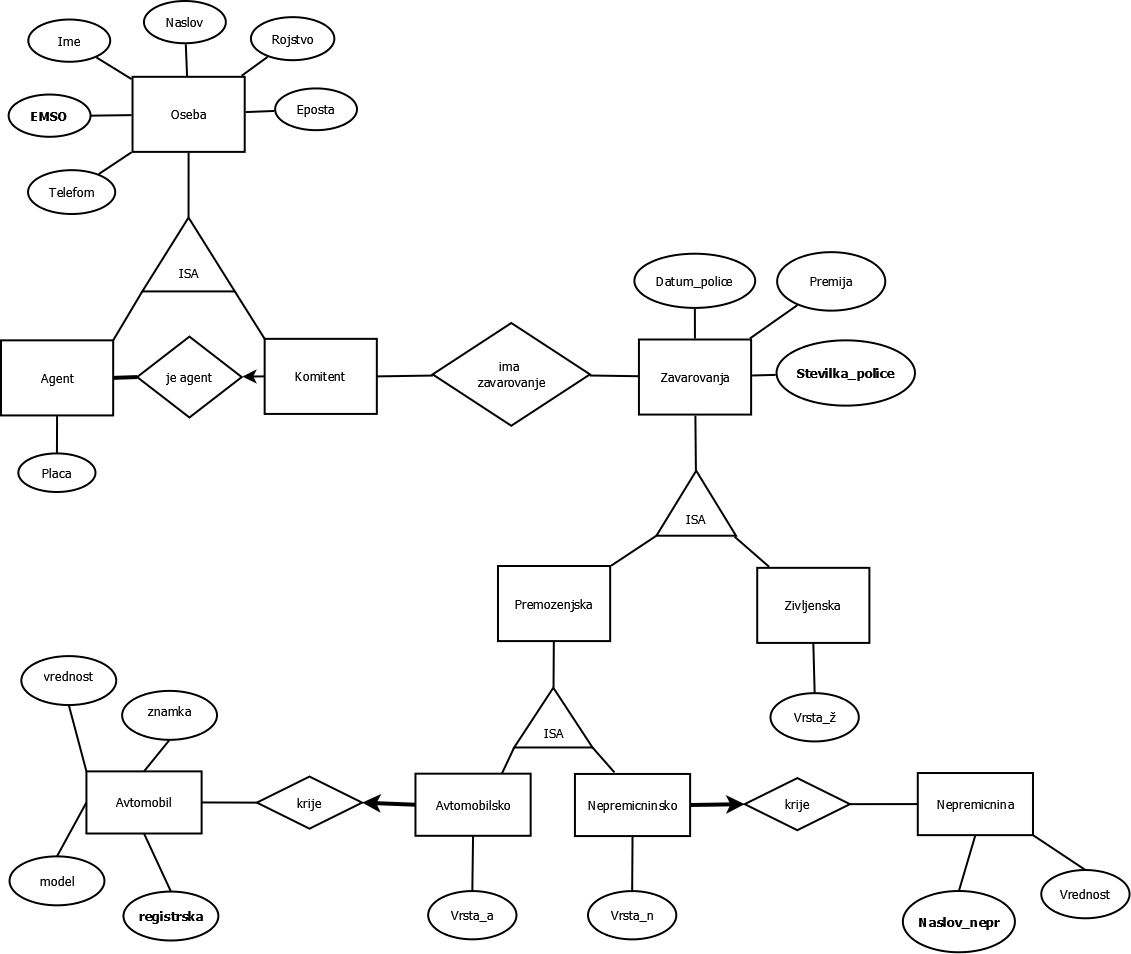 Naslov
Ime
Rojstvo
EMSO
Oseba
Eposta
Telefom
ISA
Datum_police
Premija
Agent
je agent
Komitent
ima
zavarovanje
Zavarovanja
Stevilka_police
Placa
ISA
Premozenjska
Zivljenska
vrednost
znamka
ISA
Vrsta_ž
Avtomobil
krije
Avtomobilsko
Nepremicninsko
krije
Nepremicnina
model
registrska
Vrsta_a
Vrsta_n
Naslov_nepr
Vrednost